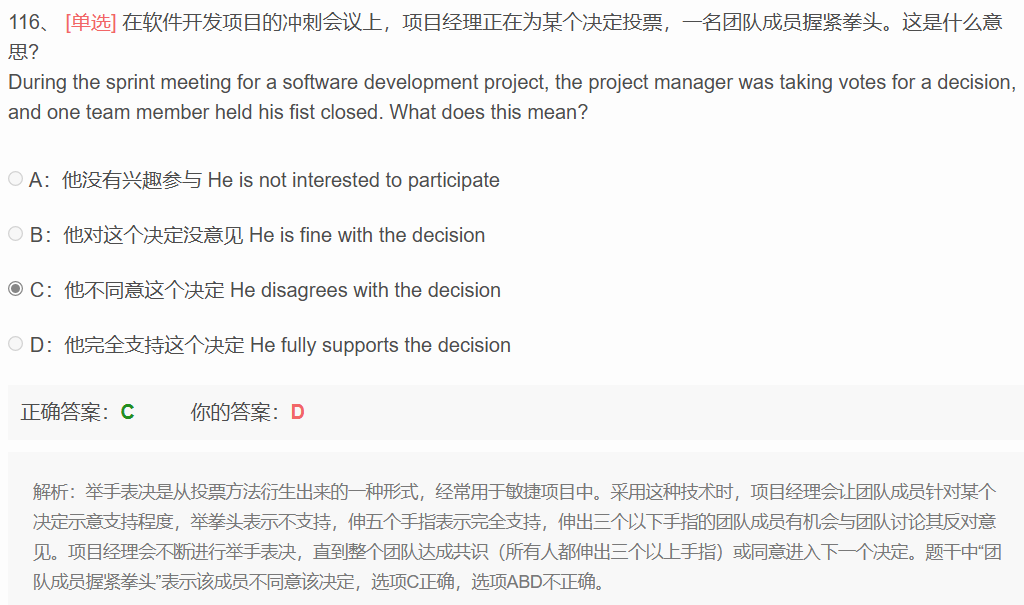 116、 [单选] 在软件开发项目的冲刺会议上，项目经理正在为某个决定投票，一名团队成员握紧拳头。这是什么意
思?
During the sprint meeting for a software development project, the project manager was taking votes for a decision,
and one team member held his fist closed. What does this mean?
A：他没有兴趣参与 He is not interested to participate
B：他对这个决定没意见 He is fine with the decision
C：他不同意这个决定 He disagrees with the decision
D：他完全支持这个决定 He fully supports the decision
正确答案：C 你的答案：D
解析：举手表决是从投票方法衍生出来的一种形式，经常用于敏捷项目中。采用这种技术时，项目经理会让团队成员针对某个
决定示意支持程度，举拳头表示不支持，伸五个手指表示完全支持，伸出三个以下手指的团队成员有机会与团队讨论其反对意
见。项目经理会不断进行举手表决，直到整个团队达成共识（所有人都伸出三个以上手指）或同意进入下一个决定。题干中“团
队成员握紧拳头”表示该成员不同意该决定，选项C正确，选项ABD不正确。